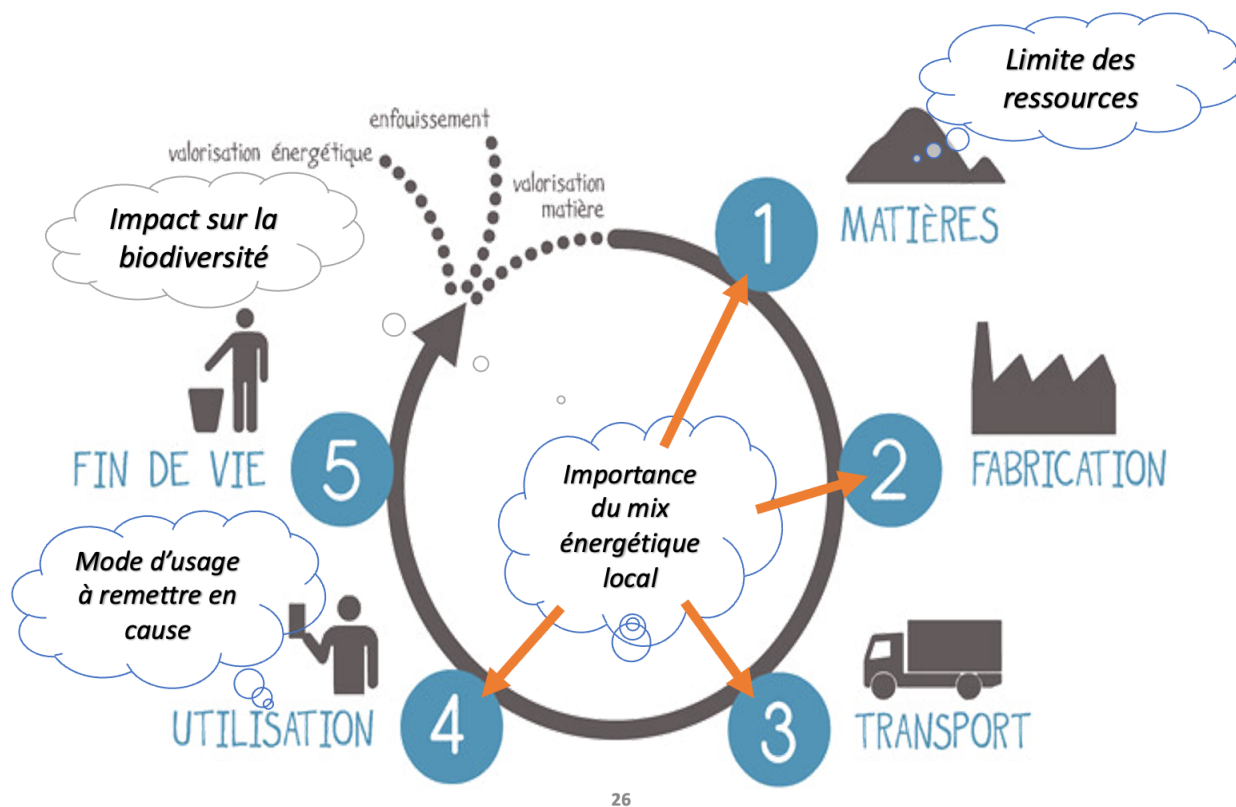 Limite des
ressources
enfouissement
valorisation énergétique
valorisation
matière
Impact sur la
biodiversité
1
MATIÈRES
2
FABRICATION
3
TRANSPORT
4
UTILISATION
5
FIN DE VIE
Importance
du mix
énergétique
local
Mode d’usage
à remettre en
cause
26